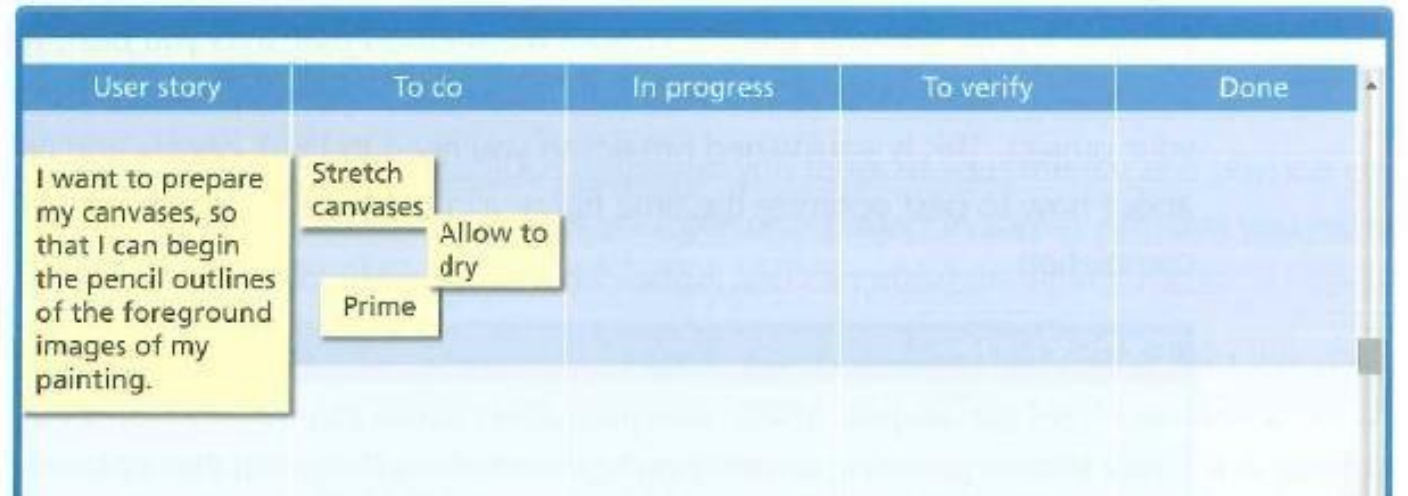 User story
To do
In progress
To verify
Done
I want to prepare
my canvases, so
that I can begin
the pencil outlines
of the foreground
images of my
painting.
Stretch
canvases
Allow to
dry
Prime